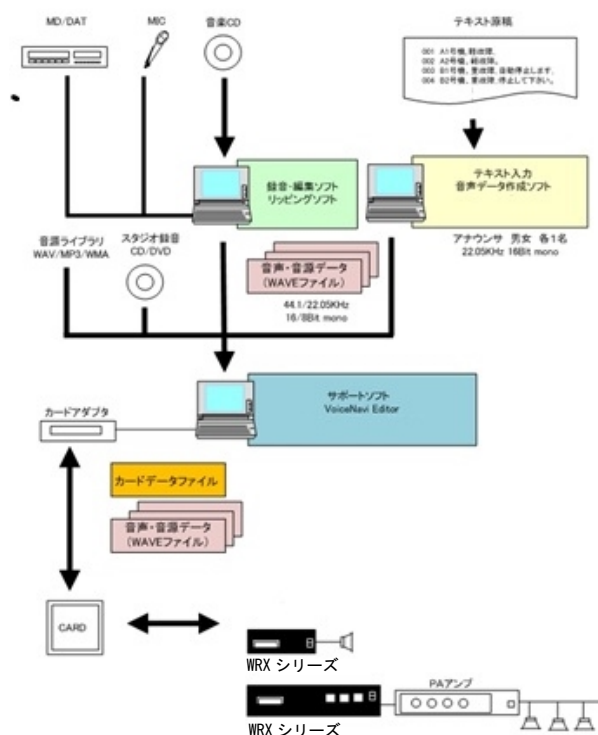 MD/DAT
MIC
音楽CD
テキスト原稿
001 A1号機、軽故障。
002 A2号機、軽故障。
003 B1号機、重故障、自動停止します。
004 B2号機、重故障、停止して下さい。
録音・編集ソフト
リッピングソフト
テキスト入力
音声データ作成ソフト
アナウンサ 男女 各1名
22.05KHz 16Bit mono
音源ライブラリ
WAV/MP3/WMA
スタジオ録音
CD/DVD
音声・音源データ
(WAVEファイル)
44.1/22.05KHz
16/8Bit mono
サポートソフト
VoiceNavi Editor
カードアダプタ
カードデータファイル
音声・音源データ
(WAVEファイル)
CARD
WRX シリーズ
PAアンプ
WRX シリーズ